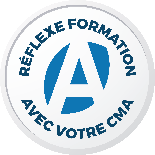 RÉFLEXE FORMATION
A
AVEC VOTRE CMA